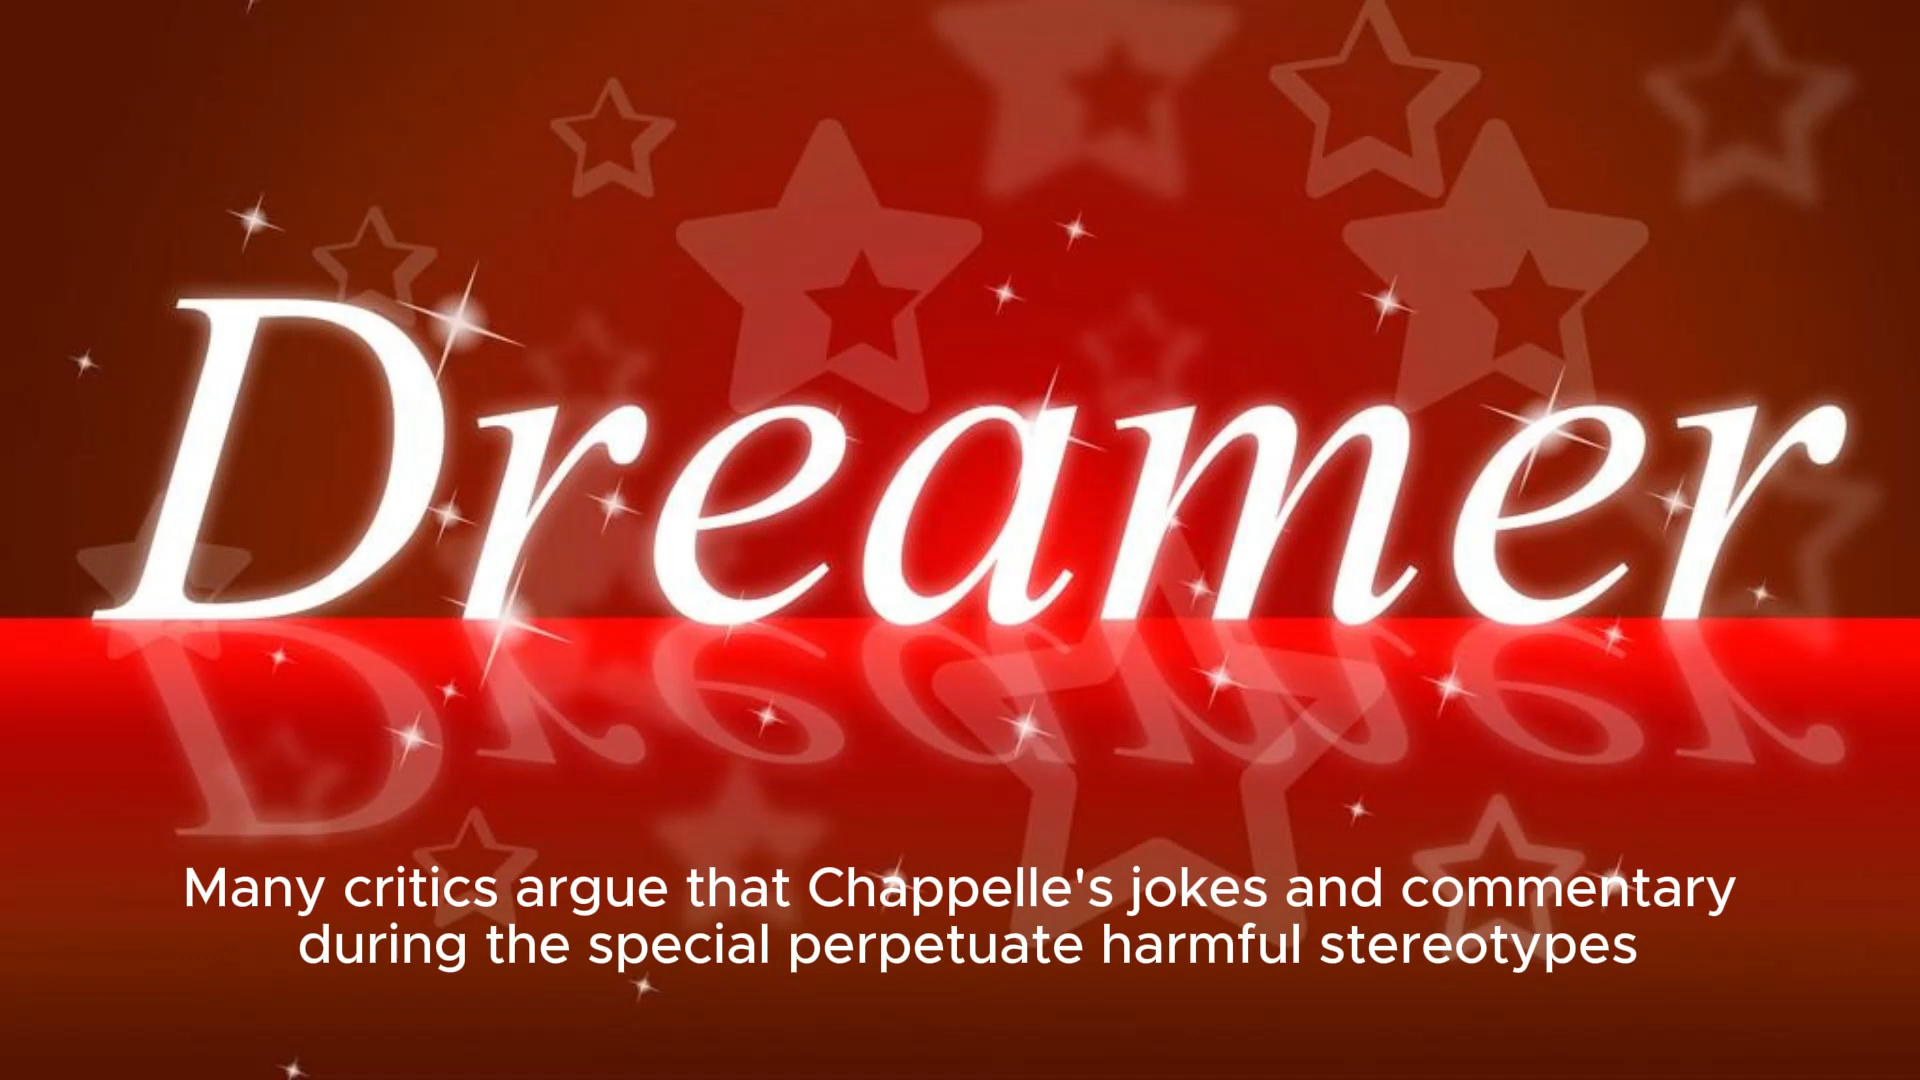 Dreamer
Many critics argue that Chappelle's jokes and commentary
during the special perpetuate harmful stereotypes